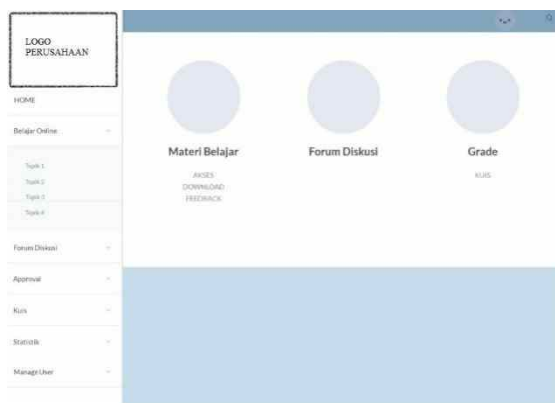 LOGO
PERUSAHAAN
HOME
Belajar Online
Topik 1
Topik 2
Topik 3
Topik 4
Forum Diskusi
Approval
Kuis
Statistik
Manage User
Materi Belajar
AKSES
DOWNLOAD
FEEDBACK
Forum Diskusi
Grade
KUIS